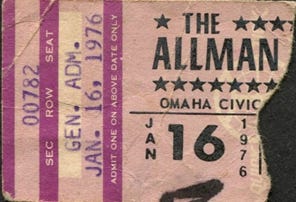 SEC ROW SEAT
00782
GEN. ADM.
JAN. 16, 1976
ADMIT ONE ON ABOVE DATE ONLY
THE
ALLMAN
OMAHA CIVIC
JAN 16 1976